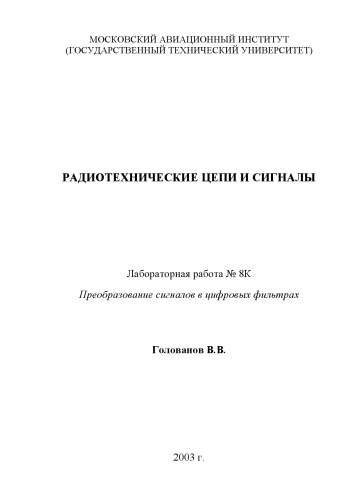 МОСКОВСКИЙ АВИАЦИОННЫЙ ИНСТИТУТ
(ГОСУДАРСТВЕННЫЙ ТЕХНИЧЕСКИЙ УНИВЕРСИТЕТ)
РАДИОТЕХНИЧЕСКИЕ ЦЕПИ И СИГНАЛЫ
Лабораторная работа № 8К
Преобразование сигналов в цифровых фильтрах
Голованов В.В.
2003 г.